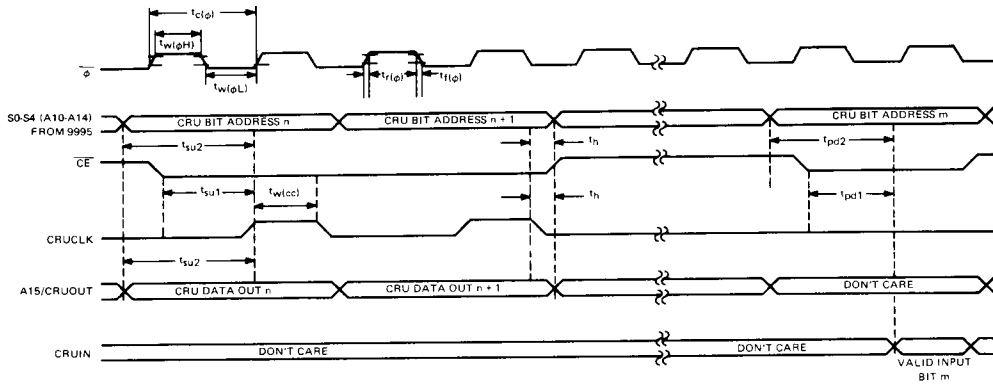 tc(φ)
tw(φH)
φ
tw(φL)
tr(φ)
tf(φ)
S0-S4 (A10-A14)
FROM 9995
CRU BIT ADDRESS n
CRU BIT ADDRESS n + 1
CRU BIT ADDRESS m
tsu2
th
tpd2
CE
tsu1
tw(cc)
th
tpd1
CRUCLK
tsu2
A15/CRUOUT
CRU DATA OUT n
CRU DATA OUT n + 1
DON'T CARE
CRUIN
DON'T CARE
DON'T CARE
VALID INPUT
BIT m